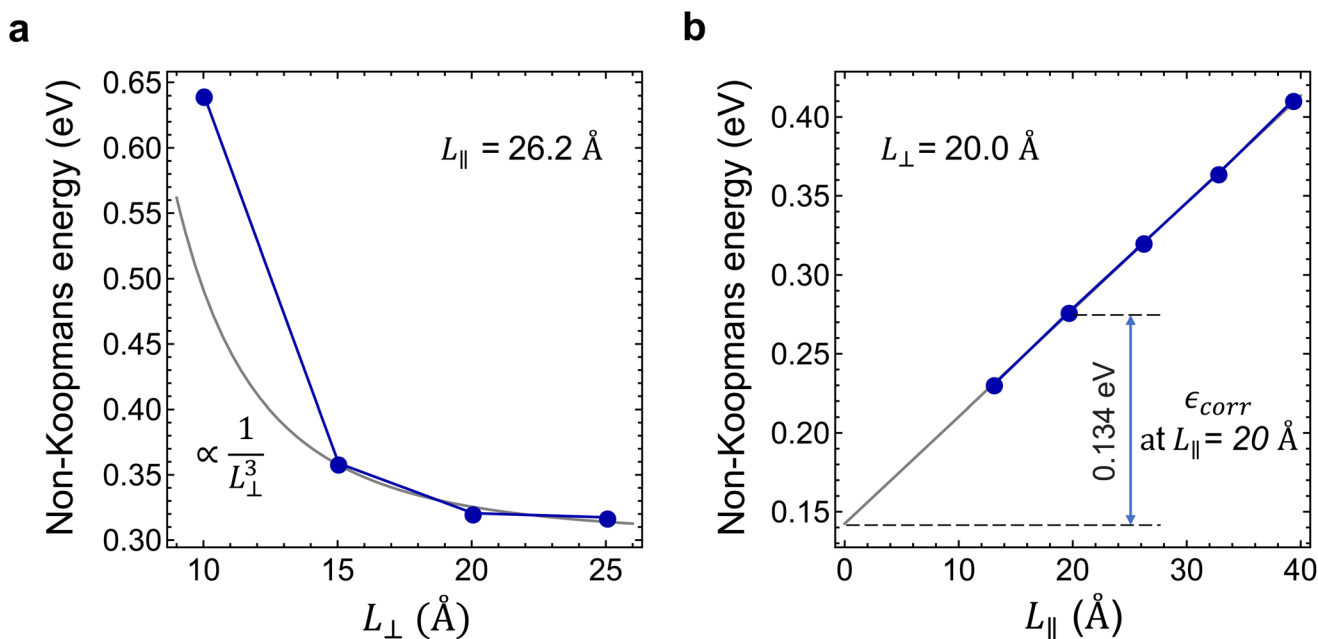 a
Non-Koopmans energy (eV)
0.65
0.60
0.55
0.50
0.45
0.40
0.35
0.30
L∥ = 26.2 Å
∝ 1/L⊥³
10
15
20
25
L⊥ (Å)
b
Non-Koopmans energy (eV)
0.40
0.35
0.30
0.25
0.20
0.15
L⊥ = 20.0 Å
0.134 eV
ϵcorr
at L∥ = 20 Å
0
10
20
30
40
L∥ (Å)